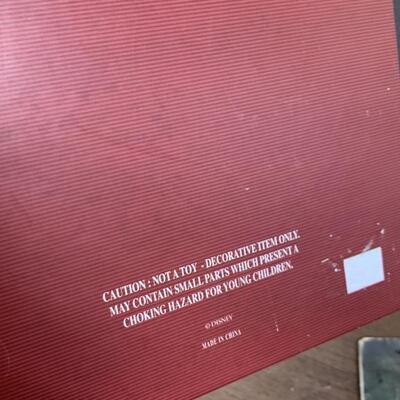 CAUTION : NOT A TOY - DECORATIVE ITEM ONLY.
MAY CONTAIN SMALL PARTS WHICH PRESENT A
CHOKING HAZARD FOR YOUNG CHILDREN.
© DISNEY
MADE IN CHINA